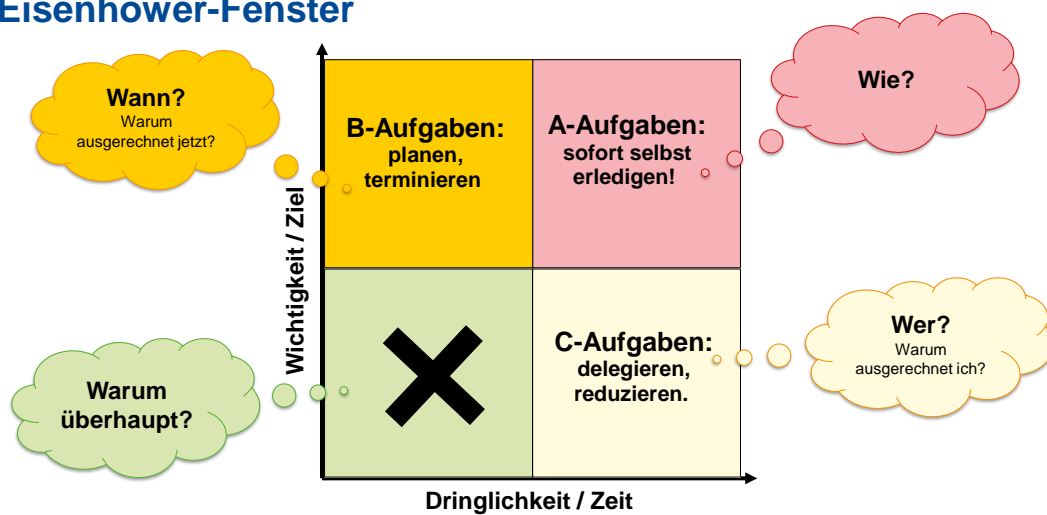 Eisenhower-Fenster
Wann?
Warum
ausgerechnet jetzt?
B-Aufgaben:
planen,
terminieren
A-Aufgaben:
sofort selbst
erledigen!
Wie?
Wichtigkeit / Ziel
Warum
überhaupt?
C-Aufgaben:
delegieren,
reduzieren.
Wer?
Warum
ausgerechnet ich?
Dringlichkeit / Zeit